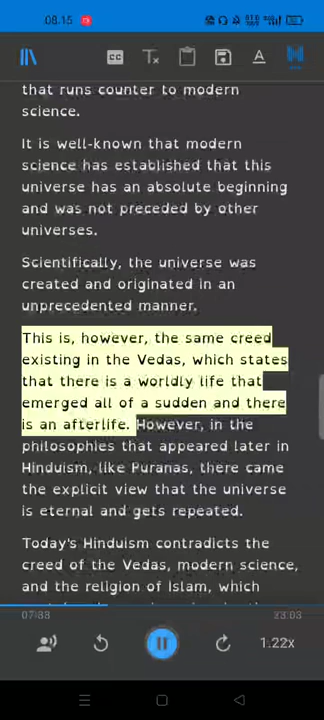 08.15
CC
that runs counter to modern
science.
It is well-known that modern
science has established that this
universe has an absolute beginning
and was not preceded by other
universes.
Scientifically, the universe was
created and originated in an
unprecedented manner.
This is, however, the same creed
existing in the Vedas, which states
that there is a worldly life that
emerged all of a sudden and there
is an afterlife. However, in the
philosophies that appeared later in
Hinduism, like Puranas, there came
the explicit view that the universe
is eternal and gets repeated.
Today's Hinduism contradicts the
creed of the Vedas, modern science,
and the religion of Islam, which
07:38
33:03
1.22x